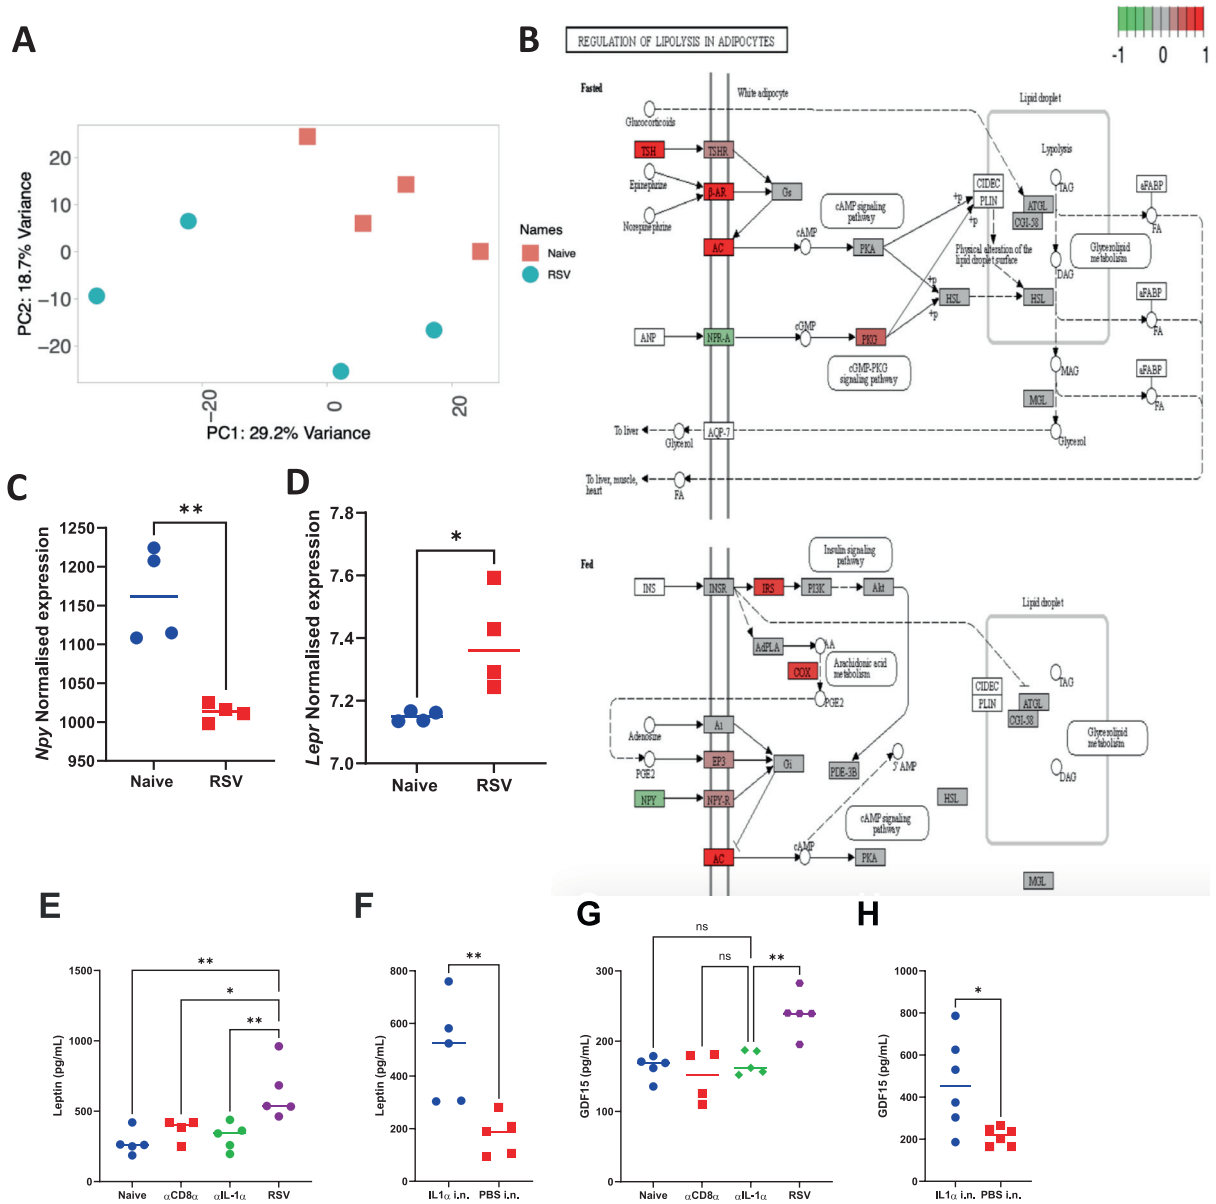 A
20
10
0
−10
−20
PC2: 18.7% Variance
−20
0
20
PC1: 29.2% Variance
Names
Naive
RSV
B
REGULATION OF LIPOLYSIS IN ADIPOCYTES
-1 0 1
Fasted
White adipocyte
Lipid droplet
Glucocorticoids
Lypolysis
TSH
TSHR
Epinephrine
β-AR
Gs
Norepinephrine
cAMP signaling
pathway
+p
CIDEC
PLIN
+p
ATGL
CGI-58
TAG
aFABP
FA
Glycerolipid
metabolism
AC
cAMP
PKA
Physical alteration of the
lipid droplet surface
DAG
+p
HSL
HSL
+p
aFABP
FA
ANP
NPR-A
cGMP
PKG
cGMP-PKG
signaling pathway
MAG
aFABP
MGL
FA
To liver
Glycerol
AQP-7
Glycerol
To liver, muscle,
heart
FA
Fed
Insulin signaling
pathway
INS
INSR
IRS
PI3K
Akt
Lipid droplet
AdPLA
AA
COX
Arachidonic acid
metabolism
PGE2
CIDEC
PLIN
ATGL
CGI-58
TAG
Adenosine
A1
Glycerolipid
metabolism
PGE2
EP3
Gi
PDE-3B
5' AMP
DAG
NPY
NPY-R
HSL
cAMP signaling
pathway
AC
cAMP
PKA
MGL
C
**
1250
1200
1150
1100
1050
1000
950
Npy Normalised expression
Naive RSV
D
*
7.8
7.6
7.4
7.2
7.0
Lepr Normalised expression
Naive RSV
E
**
*
**
1500
1000
500
0
Leptin (pg/mL)
Naive αCD8α αIL-1α RSV
F
**
800
600
400
200
0
Leptin (pg/mL)
IL1α i.n. PBS i.n.
G
ns
ns
**
300
200
100
0
GDF15 (pg/mL)
Naive αCD8α αIL-1α RSV
H
*
1000
800
600
400
200
0
GDF15 (pg/mL)
IL1α i.n. PBS i.n.